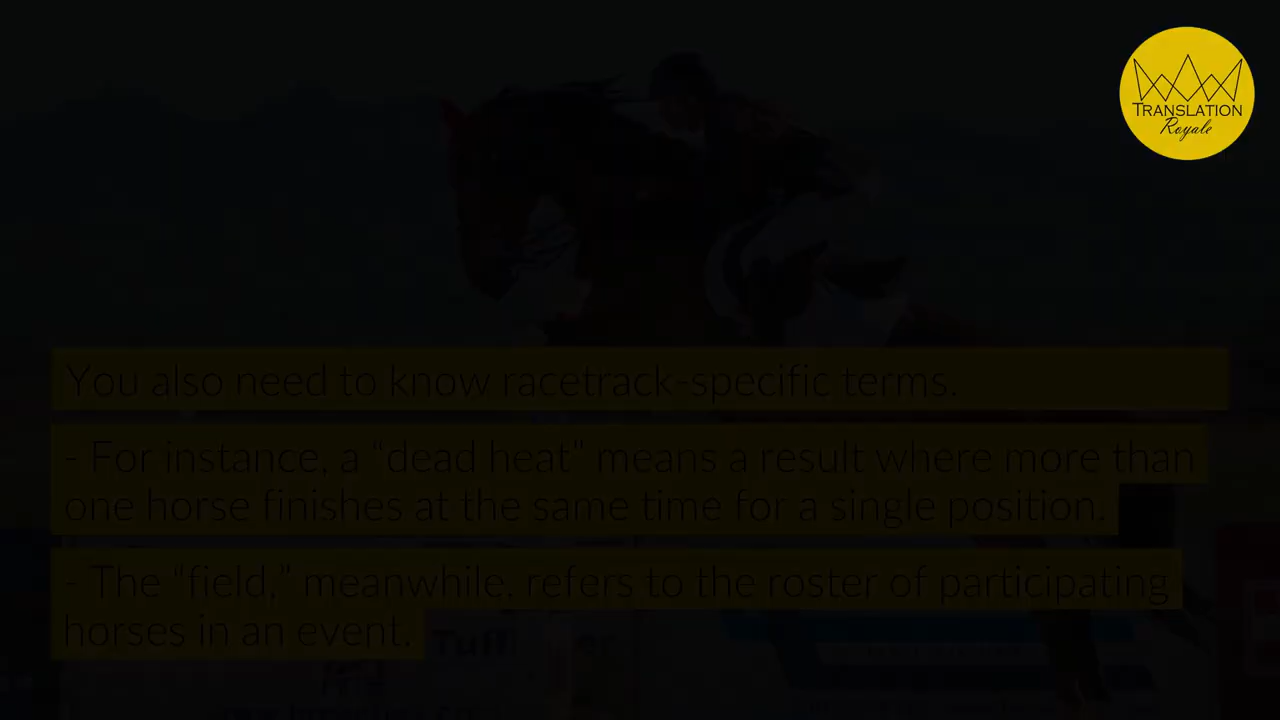 TRANSLATION
Royale
You also need to know racetrack-specific terms.
- For instance, a “dead heat” means a result where more than
one horse finishes at the same time for a single position.
- The “field,” meanwhile, refers to the roster of participating
horses in an event.